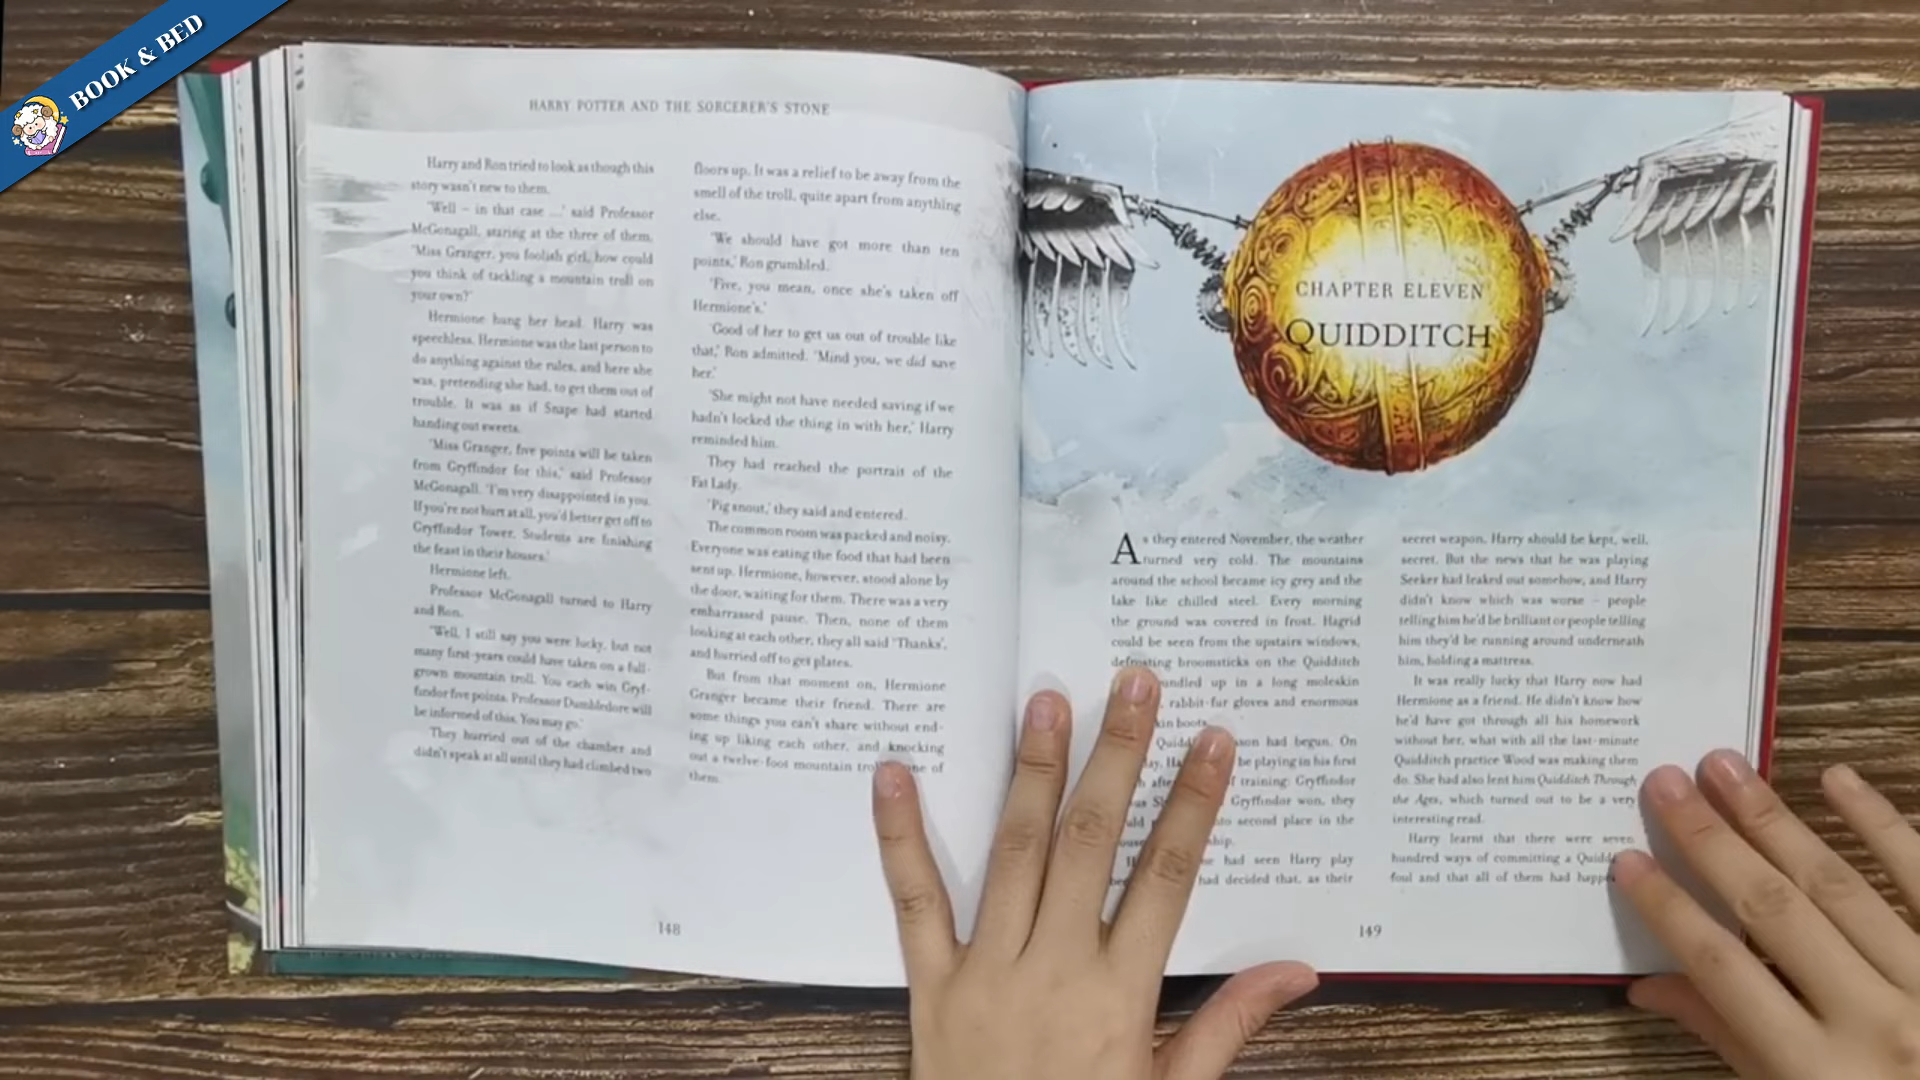 BOOK & BED
HARRY POTTER AND THE SORCERER'S STONE
Harry and Ron tried to look as though this
story wasn't new to them.
'Well – in that case ...' said Professor
McGonagall, staring at the three of them.
'Miss Granger, you foolish girl, how could
you think of tackling a mountain troll on
your own?'
Hermione hung her head. Harry was
speechless. Hermione was the last person to
do anything against the rules, and here she
was, pretending she had, to get them out of
trouble. It was as if Snape had started
handing out sweets.
'Miss Granger, five points will be taken
from Gryffindor for this,' said Professor
McGonagall. 'I'm very disappointed in you.
If you're not hurt at all, you'd better get off to
Gryffindor Tower. Students are finishing
the feast in their houses.'
Hermione left.
Professor McGonagall turned to Harry
and Ron.
'Well, I still say you were lucky, but not
many first-years could have taken on a full-
grown mountain troll. You each win Gryf-
findor five points. Professor Dumbledore will
be informed of this. You may go.'
They hurried out of the chamber and
didn't speak at all until they had climbed two
floors up. It was a relief to be away from the
smell of the troll, quite apart from anything
else.
'We should have got more than ten
points,' Ron grumbled.
'Five, you mean, once she's taken off
Hermione's.'
'Good of her to get us out of trouble like
that,' Ron admitted. 'Mind you, we did save
her.'
'She might not have needed saving if we
hadn't locked the thing in with her,' Harry
reminded him.
They had reached the portrait of the
Fat Lady.
'Pig snout,' they said and entered.
The common room was packed and noisy.
Everyone was eating the food that had been
sent up. Hermione, however, stood alone by
the door, waiting for them. There was a very
embarrassed pause. Then, none of them
looking at each other, they all said 'Thanks',
and hurried off to get plates.
But from that moment on, Hermione
Granger became their friend. There are
some things you can't share without end-
ing up liking each other, and knocking
out a twelve-foot mountain one of
them.
148
CHAPTER ELEVEN
QUIDDITCH
As they entered November, the weather
turned very cold. The mountains
around the school became icy grey and the
lake like chilled steel. Every morning
the ground was covered in frost. Hagrid
could be seen from the upstairs windows,
defrosting broomsticks on the Quidditch
up in a long moleskin
rabbit-fur gloves and enormous
boots.
had begun. On
be playing in his first
training: Gryffindor
Gryffindor won, they
second place in the
had seen Harry play
had decided that, as their
secret weapon, Harry should be kept, well,
secret. But the news that he was playing
Seeker had leaked out somehow, and Harry
didn't know which was worse – people
telling him he'd be brilliant or people telling
him they'd be running around underneath
him, holding a mattress.
It was really lucky that Harry now had
Hermione as a friend. He didn't know how
he'd have got through all his homework
without her, what with all the last-minute
Quidditch practice Wood was making them
do. She had also lent him Quidditch Through
the Ages, which turned out to be a very
interesting read.
Harry learnt that there were seven
hundred ways of committing a
foul and that all of them had
149